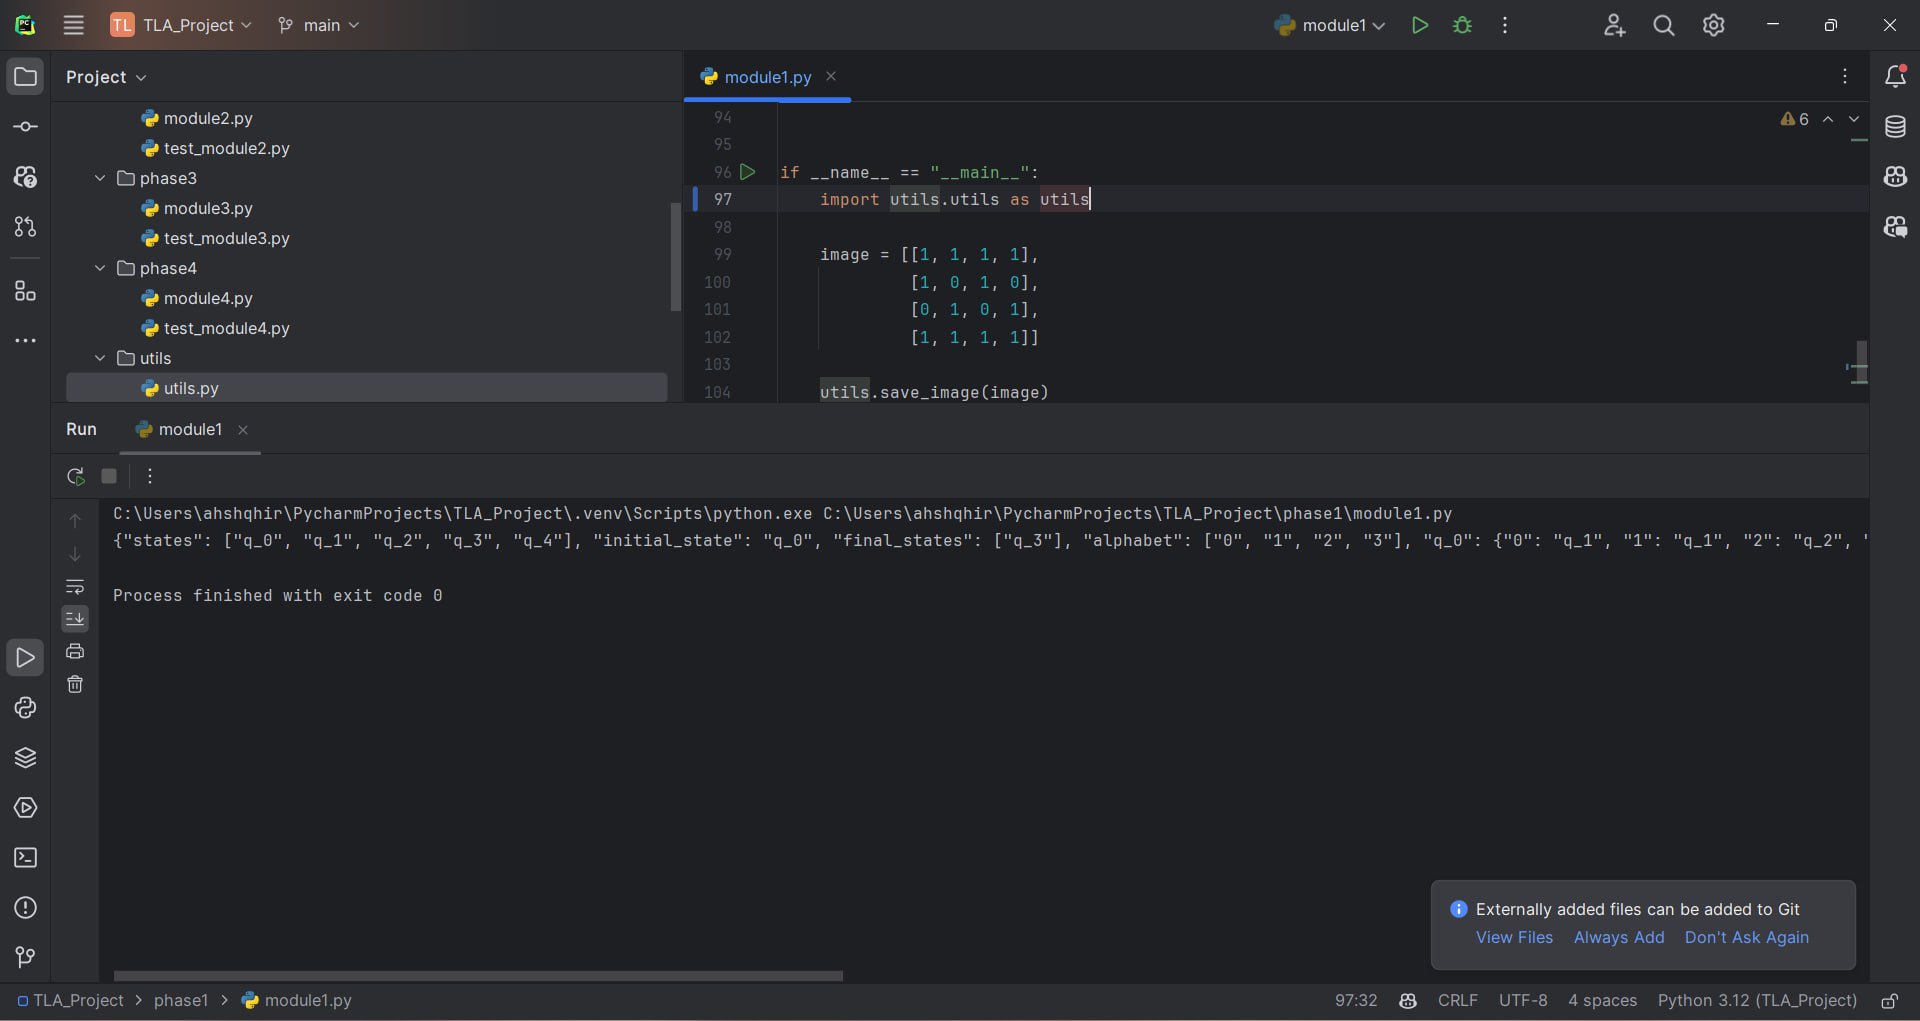 TL TLA_Project main module1
Project
module2.py
test_module2.py
phase3
module3.py
test_module3.py
phase4
module4.py
test_module4.py
utils
utils.py
module1.py
6
94
95
96 if __name__ == "__main__":
97 import utils.utils as utils
98
99 image = [[1, 1, 1, 1],
100 [1, 0, 1, 0],
101 [0, 1, 0, 1],
102 [1, 1, 1, 1]]
103
104 utils.save_image(image)
Run module1
C:\Users\ahshqhir\PycharmProjects\TLA_Project\.venv\Scripts\python.exe C:\Users\ahshqhir\PycharmProjects\TLA_Project\phase1\module1.py
{"states": ["q_0", "q_1", "q_2", "q_3", "q_4"], "initial_state": "q_0", "final_states": ["q_3"], "alphabet": ["0", "1", "2", "3"], "q_0": {"0": "q_1", "1": "q_1", "2": "q_2", "
Process finished with exit code 0
Externally added files can be added to Git
View Files Always Add Don't Ask Again
TLA_Project > phase1 > module1.py 97:32 CRLF UTF-8 4 spaces Python 3.12 (TLA_Project)